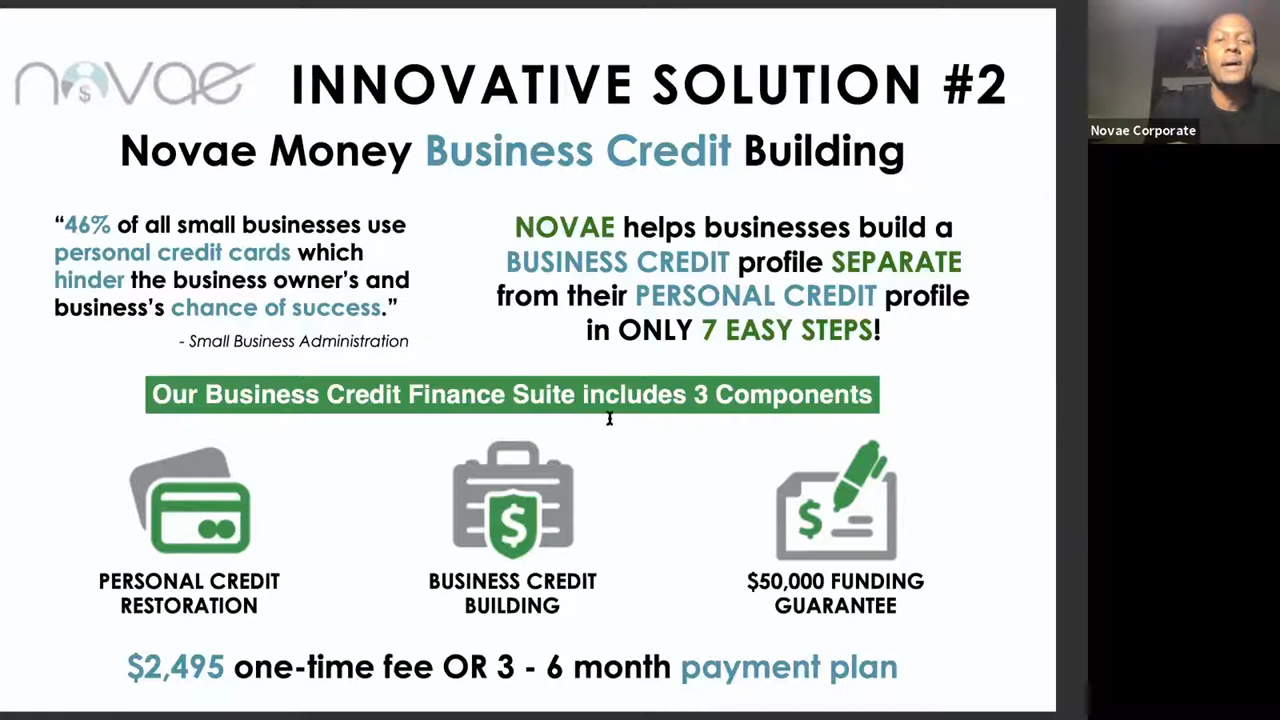 novae INNOVATIVE SOLUTION #2
Novae Money Business Credit Building
“46% of all small businesses use
personal credit cards which
hinder the business owner’s and
business’s chance of success.”
- Small Business Administration
NOVAE helps businesses build a
BUSINESS CREDIT profile SEPARATE
from their PERSONAL CREDIT profile
in ONLY 7 EASY STEPS!
Our Business Credit Finance Suite includes 3 Components
$
$
PERSONAL CREDIT
RESTORATION
BUSINESS CREDIT
BUILDING
$50,000 FUNDING
GUARANTEE
$2,495 one-time fee OR 3 - 6 month payment plan
Novae Corporate